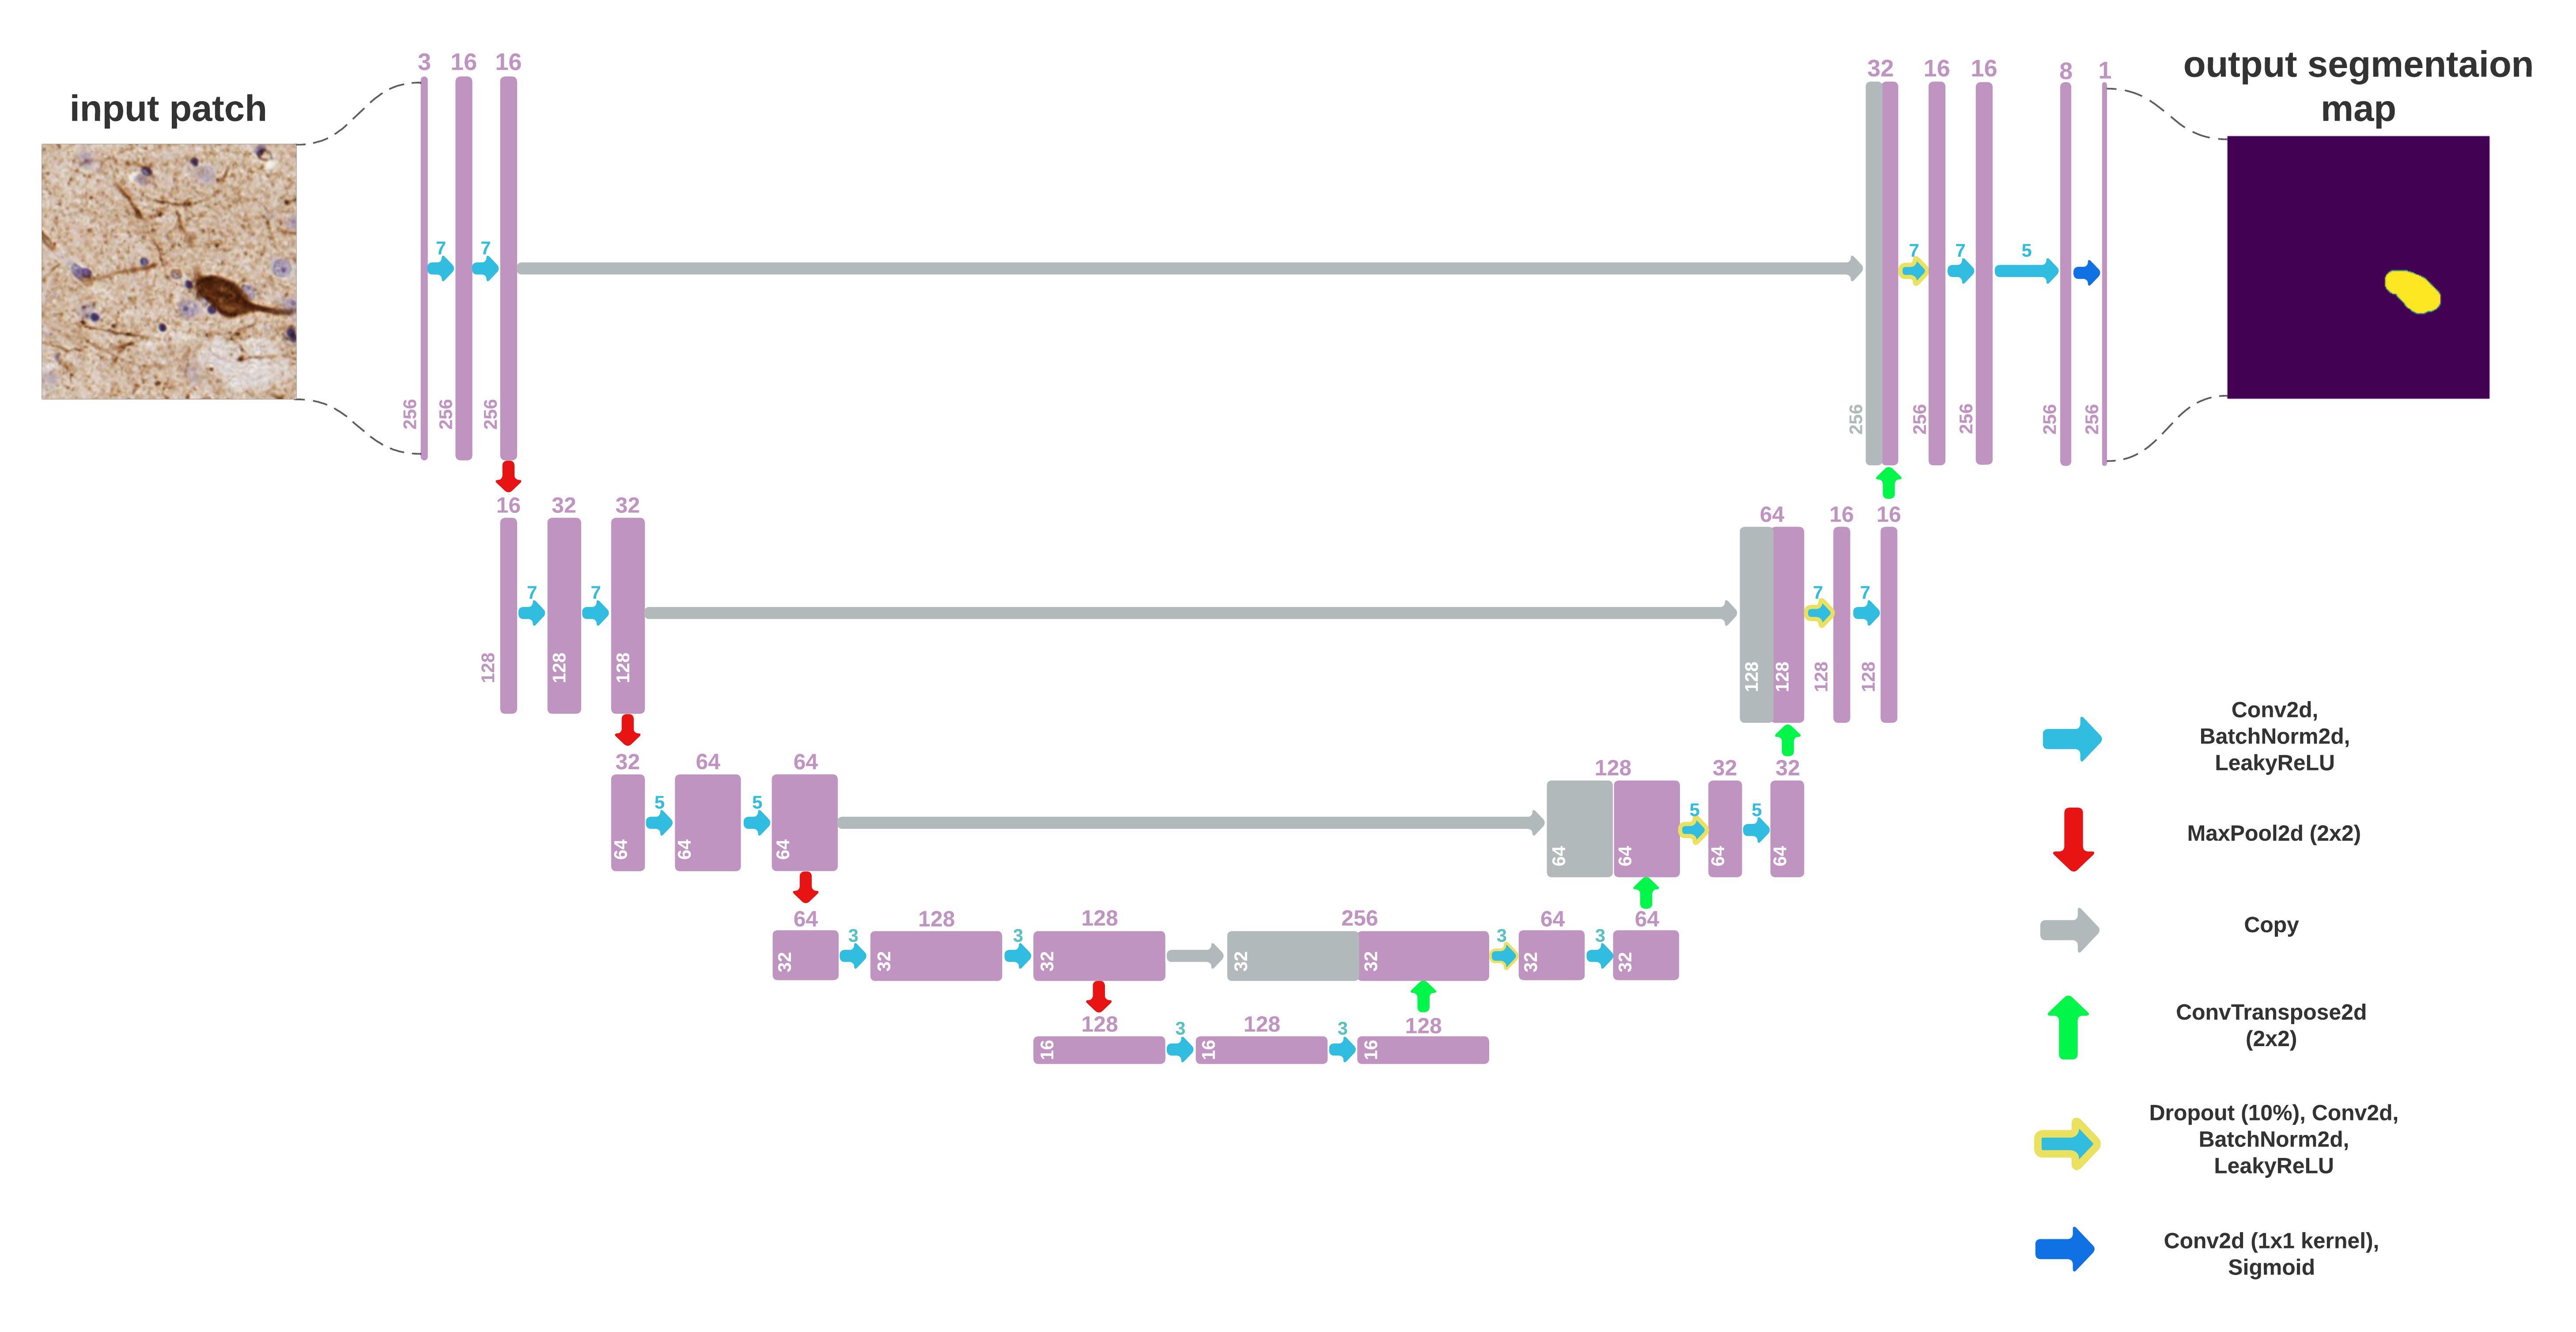 input patch
output segmentaion
map
3 16 16
7 7
256 256 256
32 16 16 8 1
7 7 5
256 256 256 256 256
16 32 32
7 7
128 128 128
64 16 16
7 7
128 128 128 128
32 64 64
5 5
64 64 64
128 32 32
5 5
64 64 64 64
64 128 128
3 3
32 32 32
256 64 64
3 3
32 32 32 32
128 128 128
3 3
16 16 16
Conv2d,
BatchNorm2d,
LeakyReLU
MaxPool2d (2x2)
Copy
ConvTranspose2d
(2x2)
Dropout (10%), Conv2d,
BatchNorm2d,
LeakyReLU
Conv2d (1x1 kernel),
Sigmoid